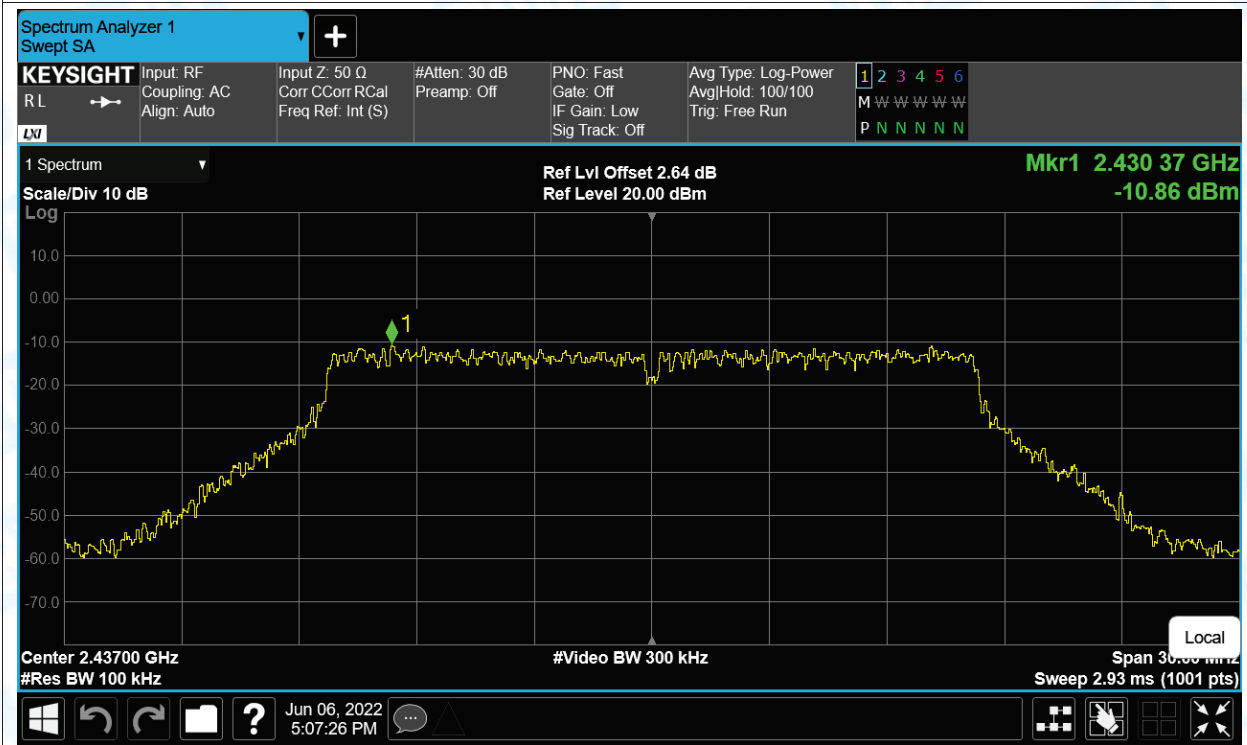 Spectrum Analyzer 1
Swept SA
KEYSIGHT
R L
LXI
Input: RF
Coupling: AC
Align: Auto
Input Z: 50 Ω
Corr CCorr RCal
Freq Ref: Int (S)
#Atten: 30 dB
Preamp: Off
PNO: Fast
Gate: Off
IF Gain: Low
Sig Track: Off
Avg Type: Log-Power
Avg|Hold: 100/100
Trig: Free Run
1 2 3 4 5 6
M W W W W W
P N N N N N
1 Spectrum
Scale/Div 10 dB
Log
Ref Lvl Offset 2.64 dB
Ref Level 20.00 dBm
Mkr1 2.430 37 GHz
-10.86 dBm
10.0
0.00
-10.0
-20.0
-30.0
-40.0
-50.0
-60.0
-70.0
1
Local
Center 2.43700 GHz
#Res BW 100 kHz
#Video BW 300 kHz
Span 30.00 MHz
Sweep 2.93 ms (1001 pts)
?
Jun 06, 2022
5:07:26 PM